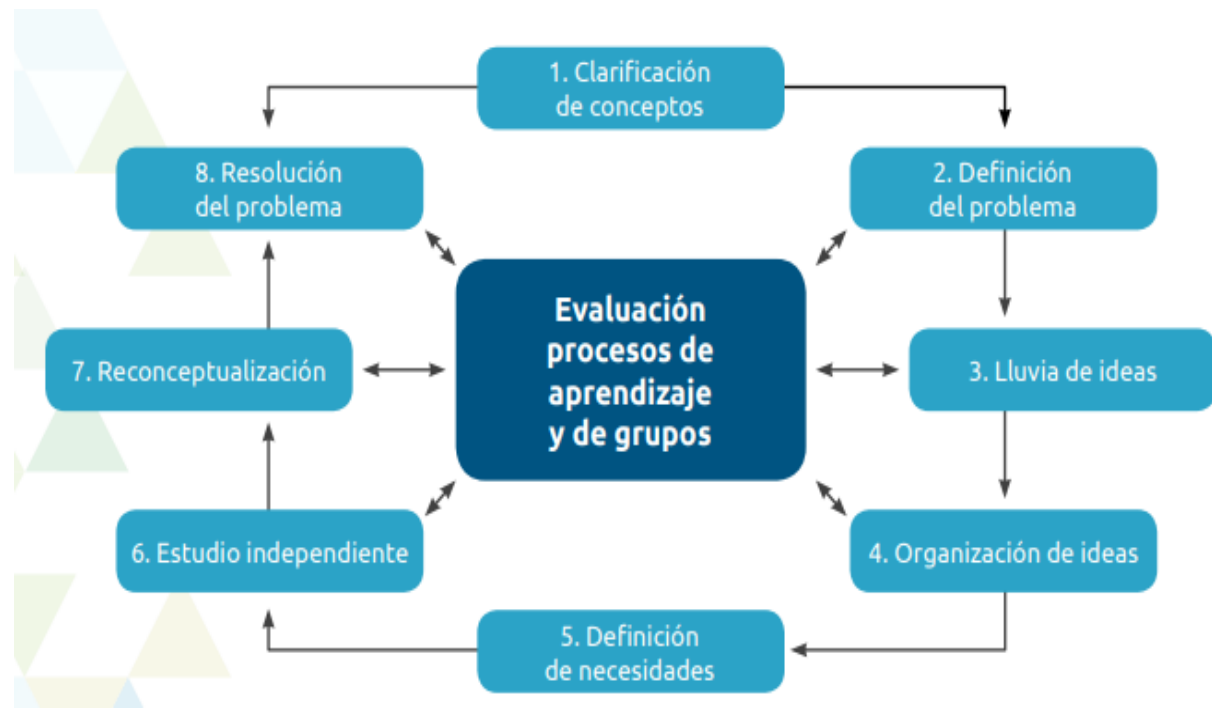 1. Clarificación
de conceptos
2. Definición
del problema
3. Lluvia de ideas
4. Organización de ideas
5. Definición
de necesidades
6. Estudio independiente
7. Reconceptualización
8. Resolución
del problema
Evaluación
procesos de
aprendizaje
y de grupos